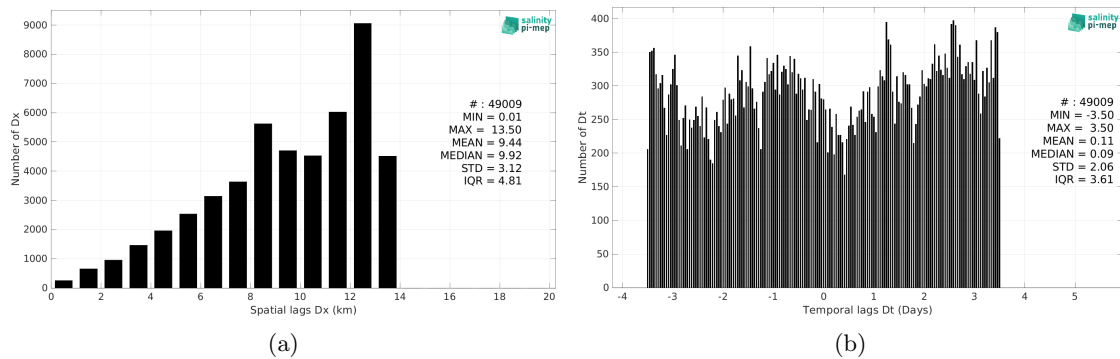 9000
8000
7000
6000
5000
4000
3000
2000
1000
0
Number of Dx
salinity
pi-mep
# : 49009
MIN = 0.01
MAX = 13.50
MEAN = 9.44
MEDIAN = 9.92
STD = 3.12
IQR = 4.81
0 2 4 6 8 10 12 14 16 18 20
Spatial lags Dx (km)
(a)
400
350
300
250
200
150
100
50
0
Number of Dt
salinity
pi-mep
# : 49009
MIN = -3.50
MAX = 3.50
MEAN = 0.11
MEDIAN = 0.09
STD = 2.06
IQR = 3.61
-4 -3 -2 -1 0 1 2 3 4 5
Temporal lags Dt (Days)
(b)